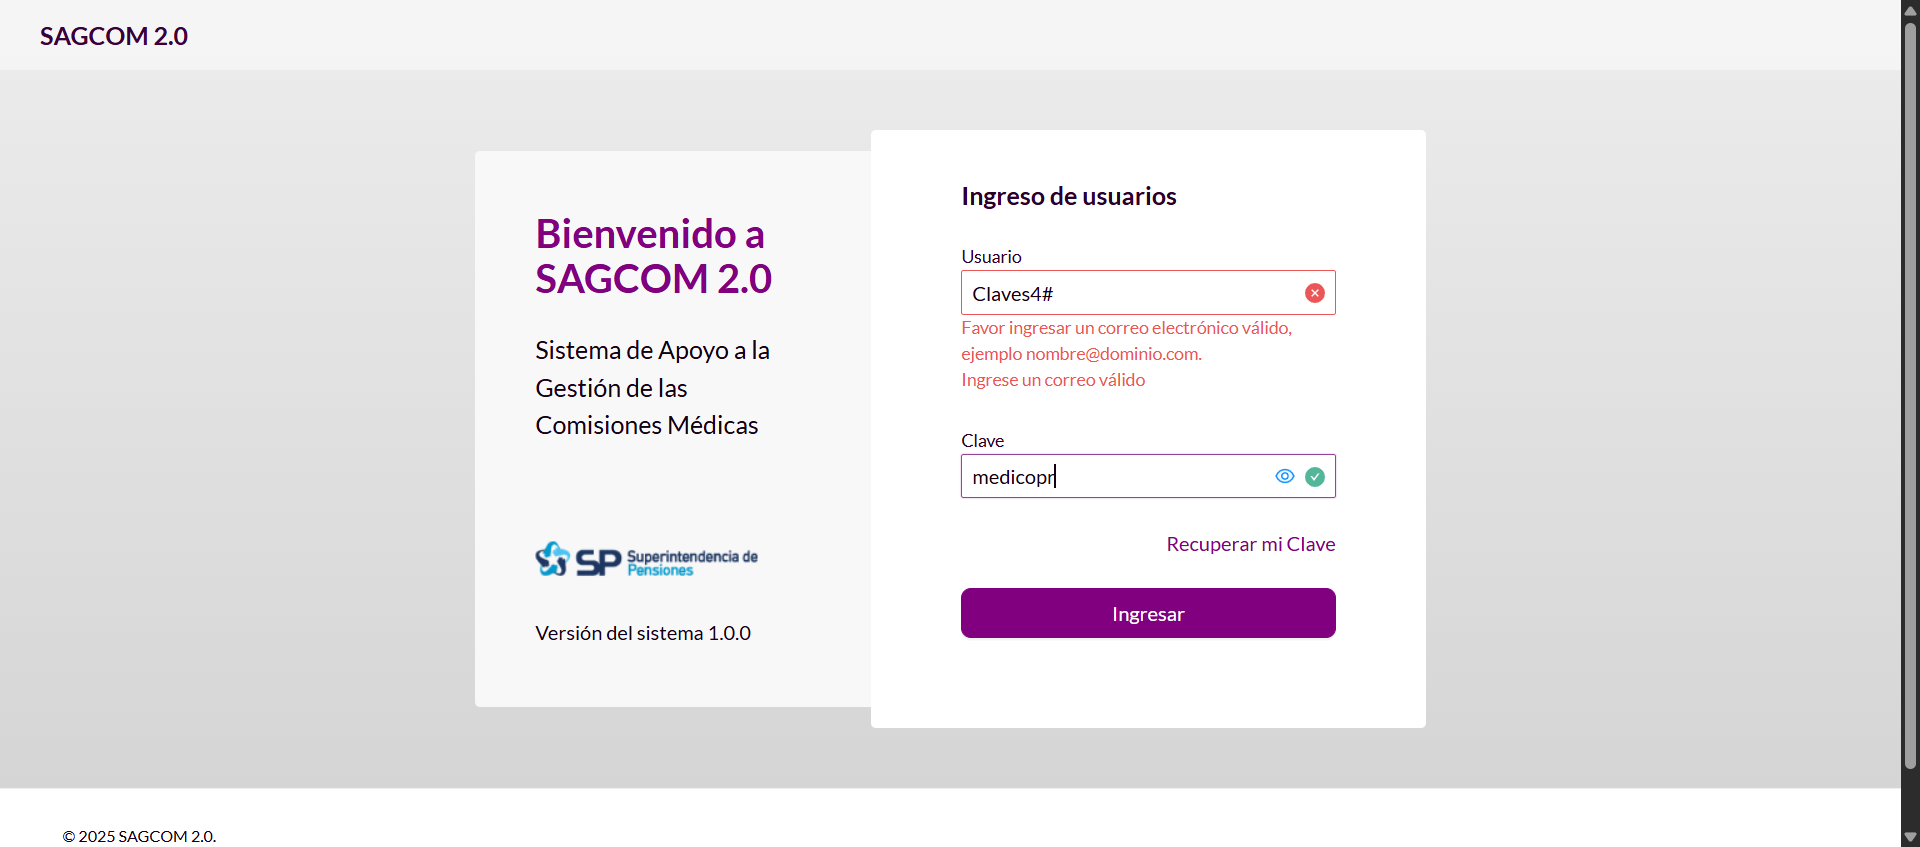 SAGCOM 2.0
Bienvenido a
SAGCOM 2.0
Sistema de Apoyo a la
Gestión de las
Comisiones Médicas
SP Superintendencia de
Pensiones
Versión del sistema 1.0.0
Ingreso de usuarios
Usuario
Claves4#
Favor ingresar un correo electrónico válido,
ejemplo nombre@dominio.com.
Ingrese un correo válido
Clave
medicopr
Recuperar mi Clave
Ingresar
© 2025 SAGCOM 2.0.